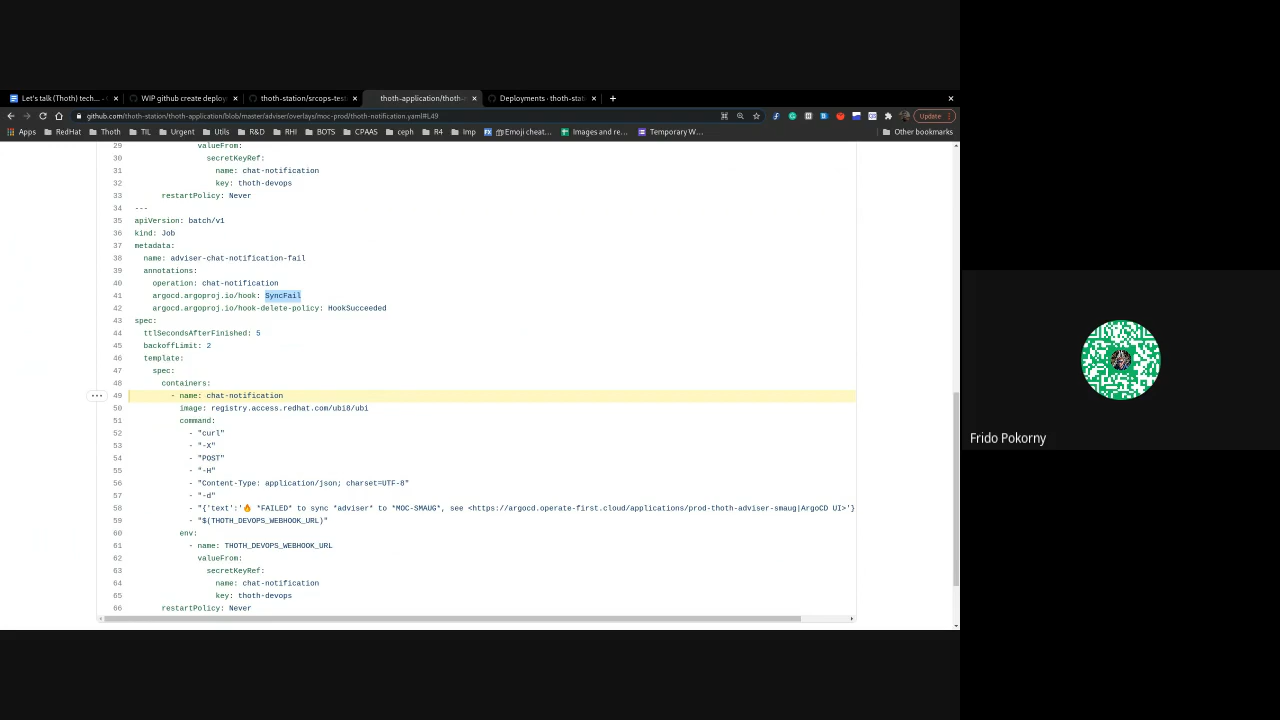 Let's talk (Thoth) tech...
WIP github create deploy
thoth-station/srcops-test
thoth-application/thoth-
Deployments · thoth-stat
github.com/thoth-station/thoth-application/blob/master/adviser/overlays/moc-prod/thoth-notification.yaml#L49
Update
Apps RedHat Thoth TIL Urgent Utils R&D RHI BOTS CPAAS ceph R4 Imp Emoji cheat... Images and re... Temporary W... Other bookmarks
29 valueFrom:
30 secretKeyRef:
31 name: chat-notification
32 key: thoth-devops
33 restartPolicy: Never
34 ---
35 apiVersion: batch/v1
36 kind: Job
37 metadata:
38 name: adviser-chat-notification-fail
39 annotations:
40 operation: chat-notification
41 argocd.argoproj.io/hook: SyncFail
42 argocd.argoproj.io/hook-delete-policy: HookSucceeded
43 spec:
44 ttlSecondsAfterFinished: 5
45 backoffLimit: 2
46 template:
47 spec:
48 containers:
49 - name: chat-notification
50 image: registry.access.redhat.com/ubi8/ubi
51 command:
52 - "curl"
53 - "-X"
54 - "POST"
55 - "-H"
56 - "Content-Type: application/json; charset=UTF-8"
57 - "-d"
58 - "{'text':'🔥 *FAILED* to sync *adviser* to *MOC-SMAUG*, see <https://argocd.operate-first.cloud/applications/prod-thoth-adviser-smaug|ArgoCD UI>'}
59 - "$(THOTH_DEVOPS_WEBHOOK_URL)"
60 env:
61 - name: THOTH_DEVOPS_WEBHOOK_URL
62 valueFrom:
63 secretKeyRef:
64 name: chat-notification
65 key: thoth-devops
66 restartPolicy: Never
Frido Pokorny